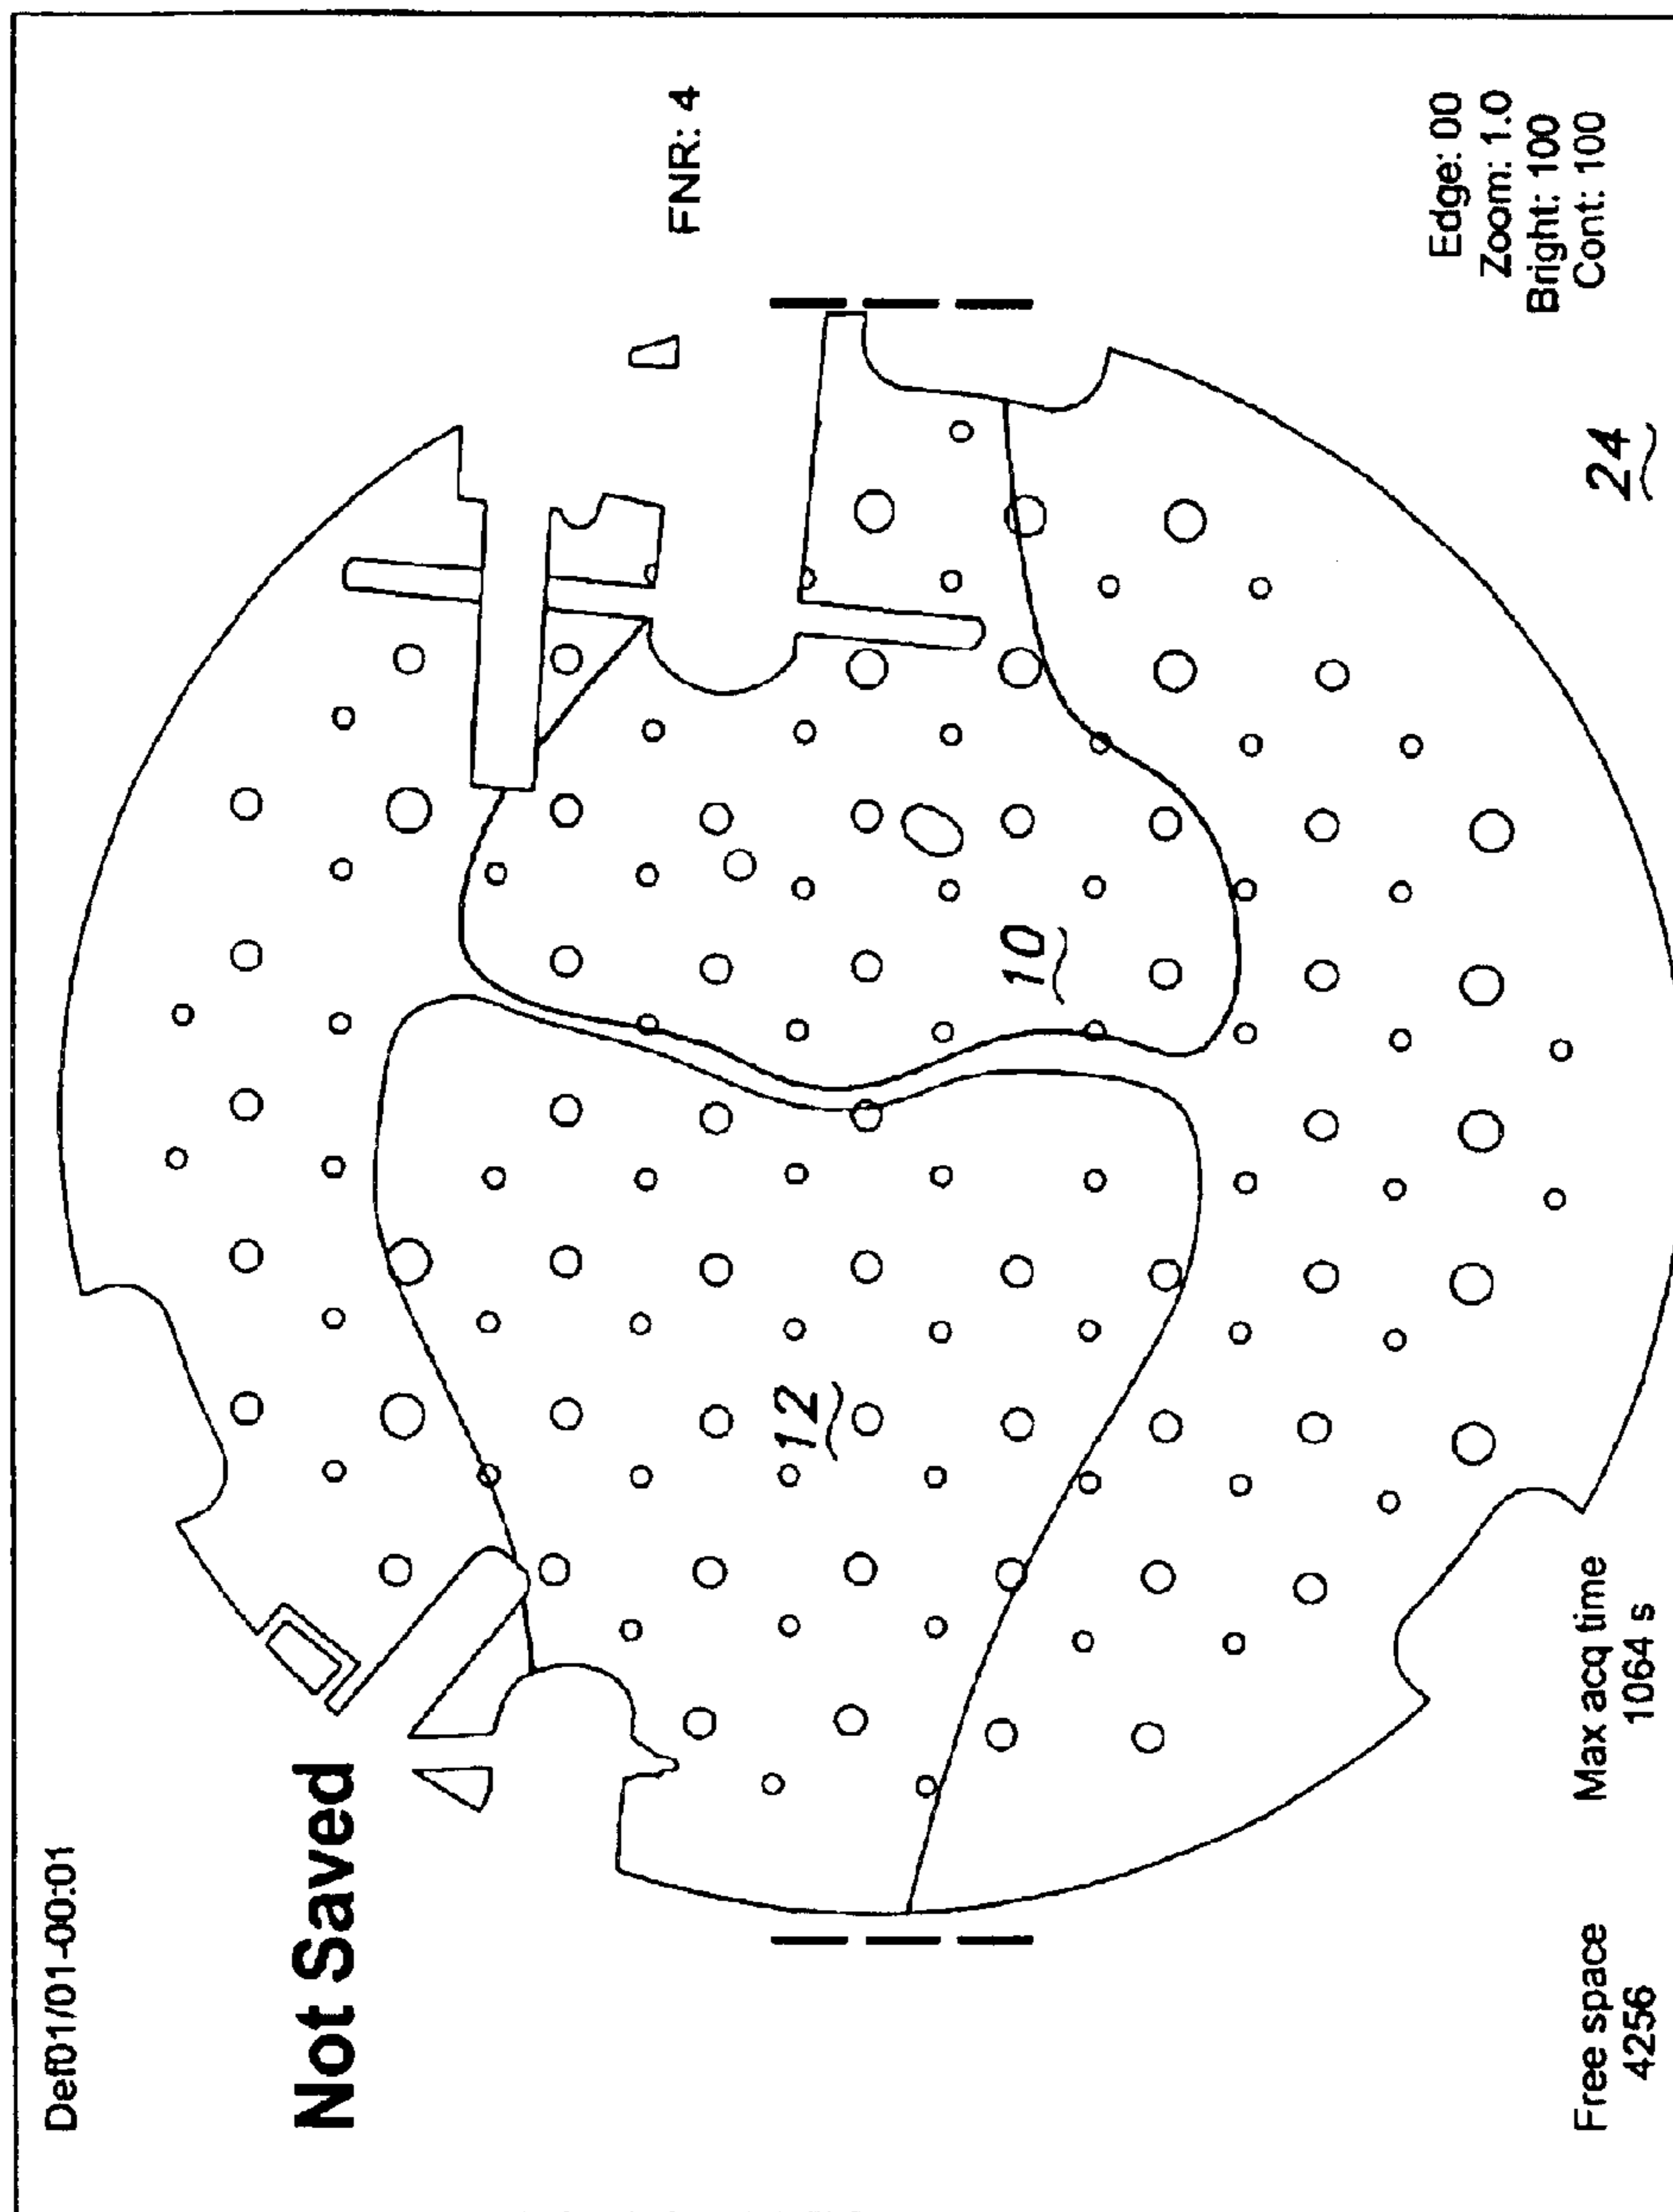 Def01/01-00:01
Not Saved
FNR: 4
12
10
24
Free space
4256
Max acq time
1064 s
Edge: 00
Zoom: 1.0
Bright: 100
Cont: 100